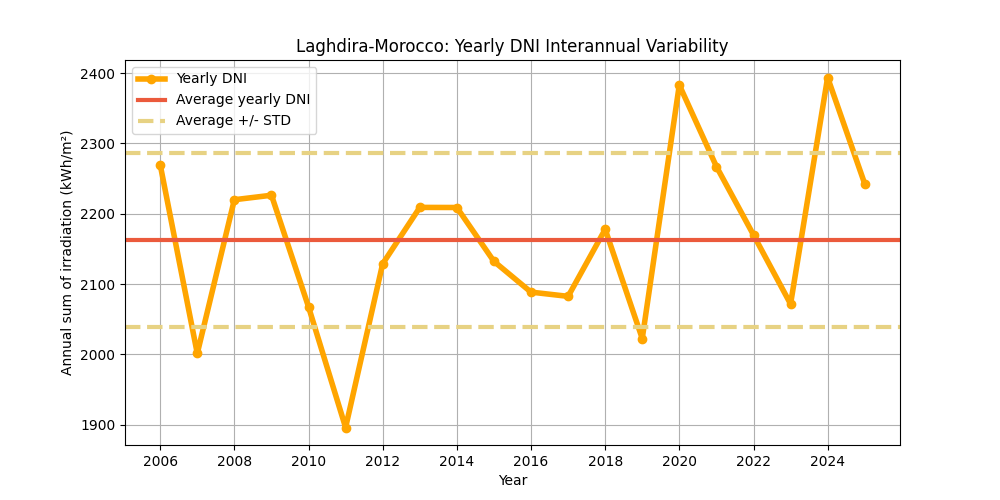 Laghdira-Morocco: Yearly DNI Interannual Variability
Yearly DNI
Average yearly DNI
Average +/- STD
Annual sum of irradiation (kWh/m²)
2400
2300
2200
2100
2000
1900
2006 2008 2010 2012 2014 2016 2018 2020 2022 2024
Year